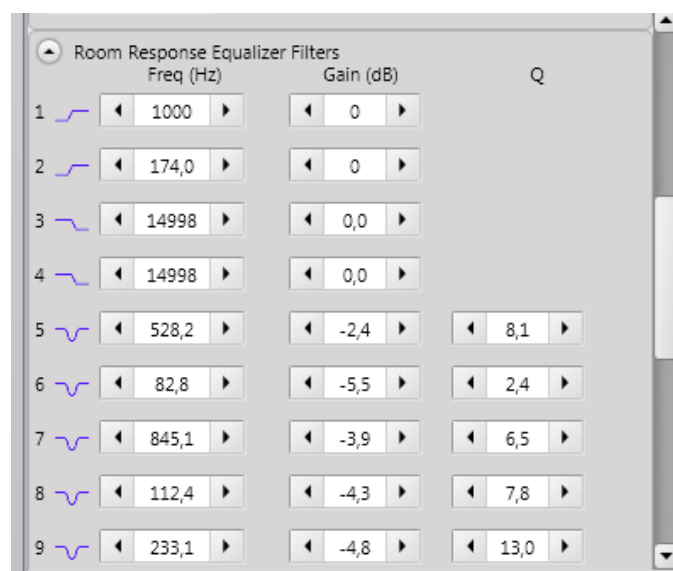 Room Response Equalizer Filters
Freq (Hz) Gain (dB) Q
1 1000 0
2 174,0 0
3 14998 0,0
4 14998 0,0
5 528,2 -2,4 8,1
6 82,8 -5,5 2,4
7 845,1 -3,9 6,5
8 112,4 -4,3 7,8
9 233,1 -4,8 13,0